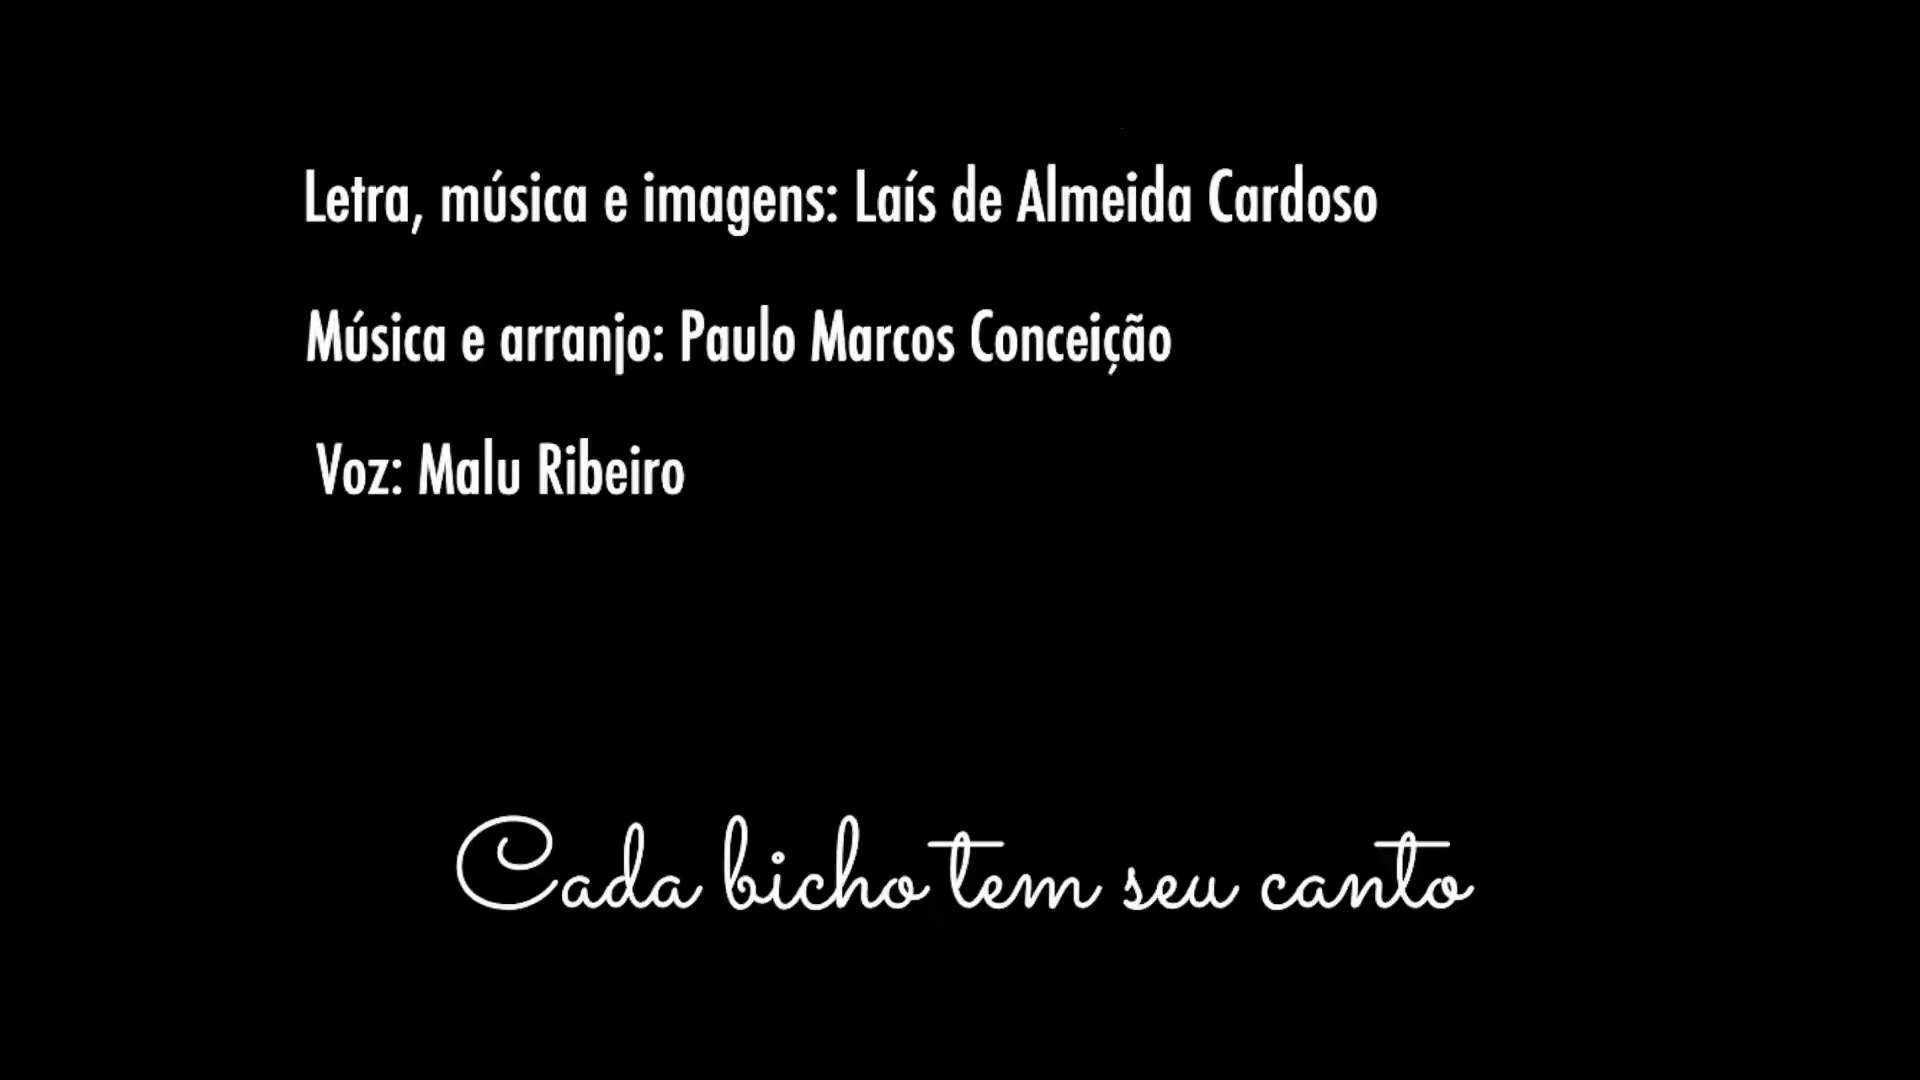 Letra, música e imagens: Laís de Almeida Cardoso
Música e arranjo: Paulo Marcos Conceição
Voz: Malu Ribeiro
Cada bicho tem seu canto